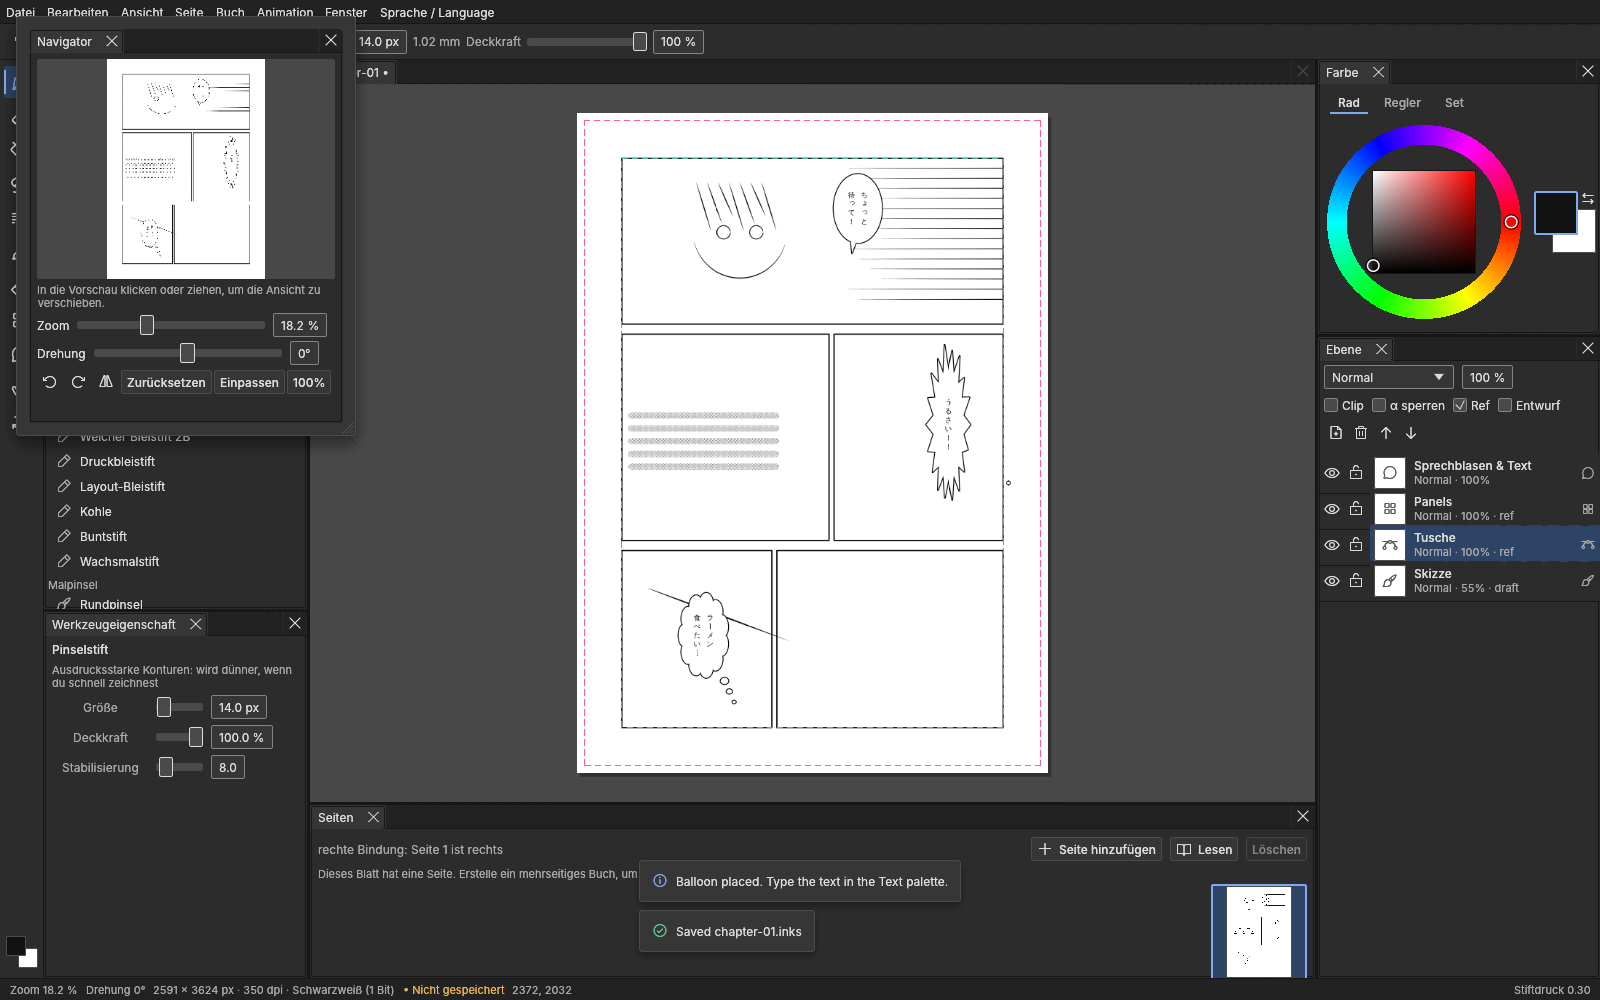 Datei Bearbeiten Ansicht Seite Buch Animation Fenster Sprache / Language
Navigator
14.0 px 1.02 mm Deckkraft 100 %
r-01 •
In die Vorschau klicken oder ziehen, um die Ansicht zu
verschieben.
Zoom 18.2 %
Drehung 0°
Zurücksetzen Einpassen 100%
Weicher Bleistift 2B
Druckbleistift
Layout-Bleistift
Kohle
Buntstift
Wachsmalstift
Malpinsel
Rundpinsel
Werkzeugeigenschaft
Pinselstift
Ausdrucksstarke Konturen: wird dünner, wenn
du schnell zeichnest
Größe 14.0 px
Deckkraft 100.0 %
Stabilisierung 8.0
ちょっと
待って！
うるさい！！
ラーメン
食べたい…
Seiten
rechte Bindung: Seite 1 ist rechts
Seite hinzufügen Lesen Löschen
Dieses Blatt hat eine Seite. Erstelle ein mehrseitiges Buch, um
Balloon placed. Type the text in the Text palette.
Saved chapter-01.inks
Farbe
Rad Regler Set
Ebene
Normal 100 %
Clip α sperren Ref Entwurf
Sprechblasen & Text
Normal · 100%
Panels
Normal · 100% · ref
Tusche
Normal · 100% · ref
Skizze
Normal · 55% · draft
Zoom 18.2 % Drehung 0° 2591 × 3624 px · 350 dpi · Schwarzweiß (1 Bit) • Nicht gespeichert 2372, 2032
Stiftdruck 0.30